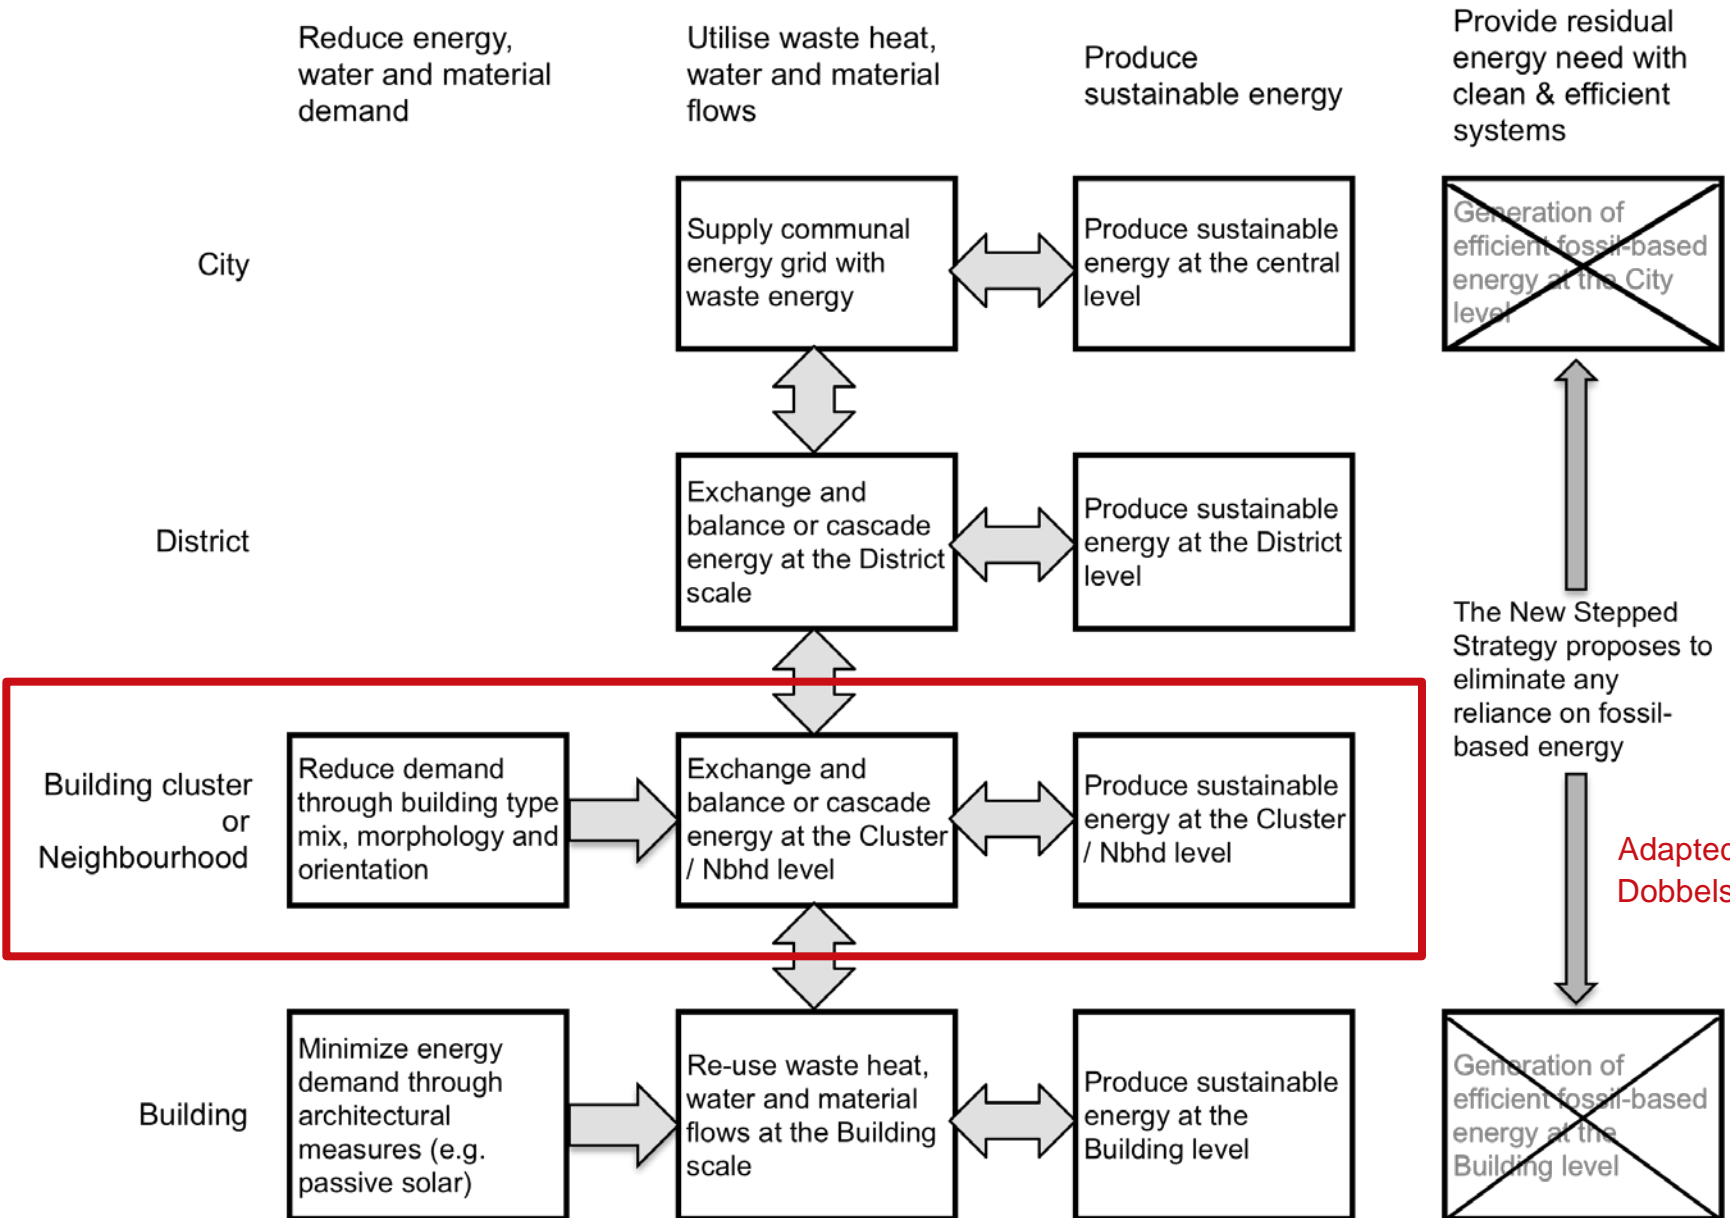 Reduce energy,
water and material
demand
Utilise waste heat,
water and material
flows
Produce
sustainable energy
Provide residual
energy need with
clean & efficient
systems
City
Supply communal
energy grid with
waste energy
Produce sustainable
energy at the central
level
Generation of
efficient fossil-based
energy at the City
level
District
Exchange and
balance or cascade
energy at the District
scale
Produce sustainable
energy at the District
level
The New Stepped
Strategy proposes to
eliminate any
reliance on fossil-
based energy
Building cluster
or
Neighbourhood
Reduce demand
through building type
mix, morphology and
orientation
Exchange and
balance or cascade
energy at the Cluster
/ Nbhd level
Produce sustainable
energy at the Cluster
/ Nbhd level
Building
Minimize energy
demand through
architectural
measures (e.g.
passive solar)
Re-use waste heat,
water and material
flows at the Building
scale
Produce sustainable
energy at the
Building level
Generation of
efficient fossil-based
energy at the
Building level